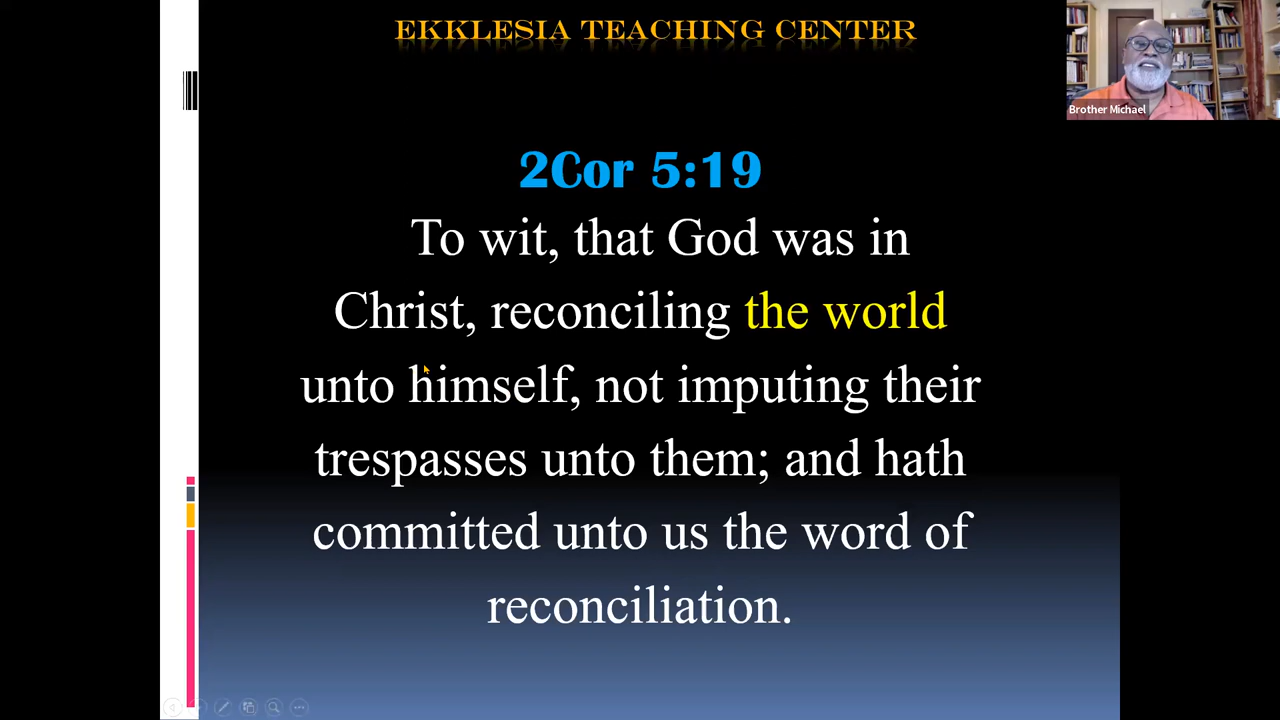 EKKLESIA TEACHING CENTER
Brother Michael
2Cor 5:19
To wit, that God was in
Christ, reconciling the world
unto himself, not imputing their
trespasses unto them; and hath
committed unto us the word of
reconciliation.